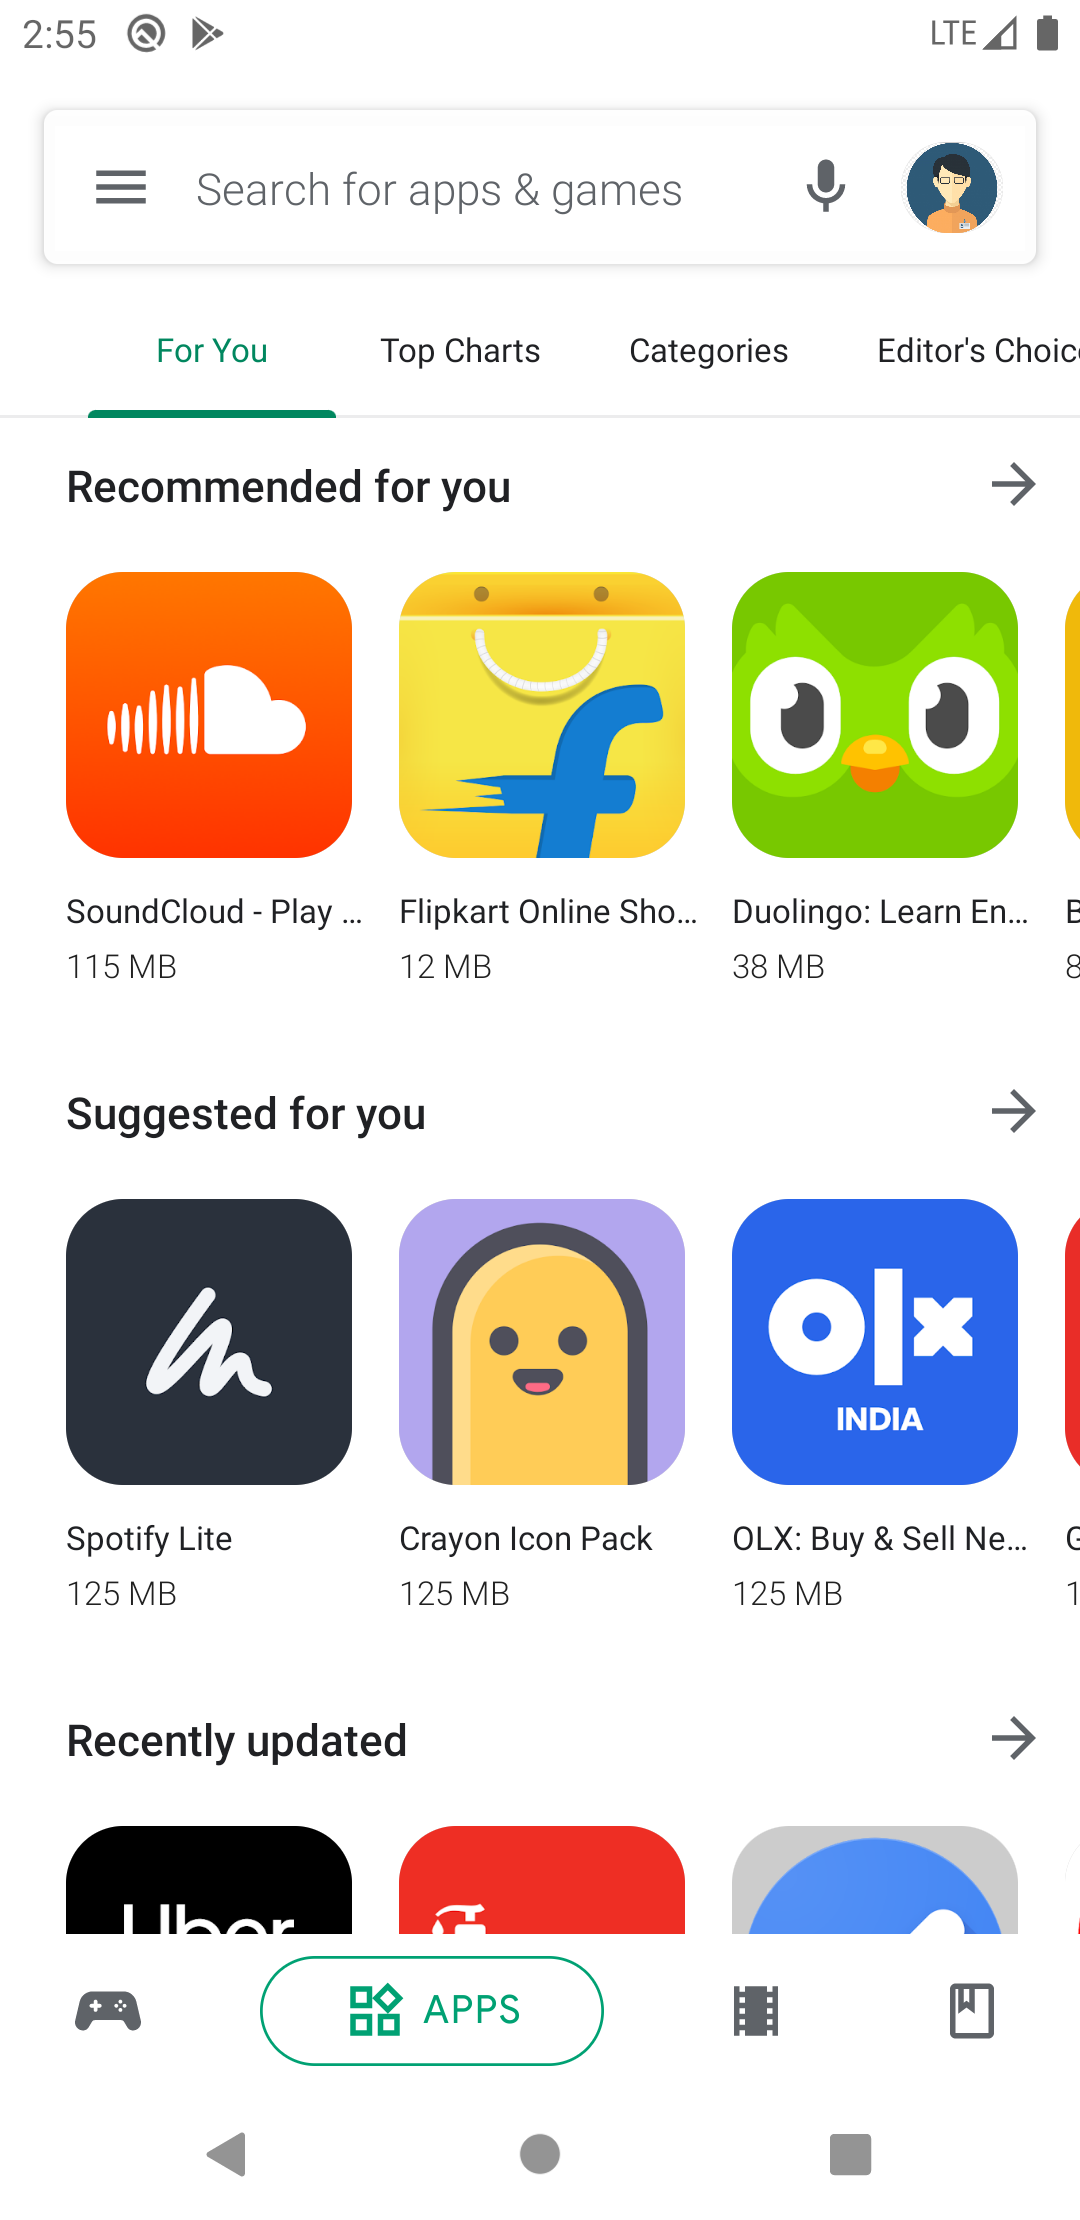 2:55
LTE
Search for apps & games
For You
Top Charts
Categories
Editor's Choic
Recommended for you
SoundCloud - Play ...
Flipkart Online Sho...
Duolingo: Learn En...
115 MB
12 MB
38 MB
8
Suggested for you
olx
INDIA
Spotify Lite
Crayon Icon Pack
OLX: Buy & Sell Ne...
125 MB
125 MB
125 MB
1
Recently updated
Uber
APPS